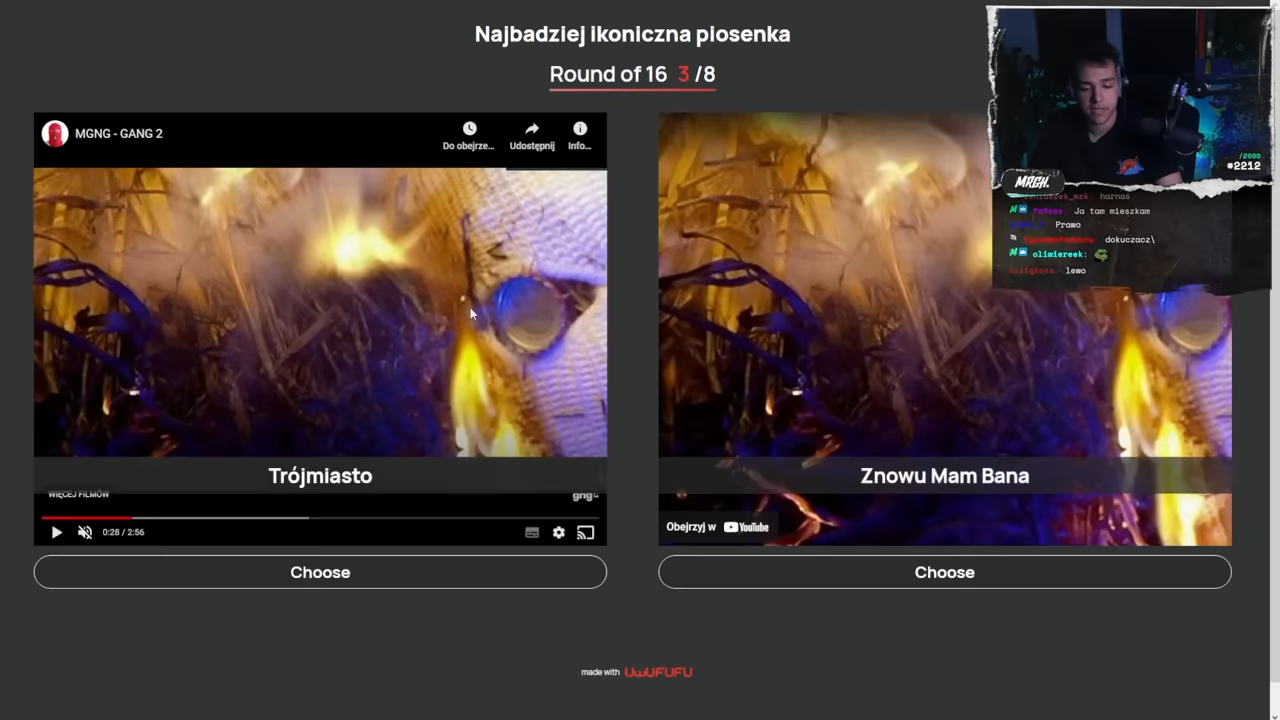 Najbadziej ikoniczna piosenka
Round of 16 3 /8
MGNG - GANG 2
Do obejrze...
Udostępnij
Info...
Trójmiasto
WIĘCEJ FILMÓW
0:28 / 2:56
Choose
Znowu Mam Bana
Obejrzyj w YouTube
Choose
made with UwUFUFU
/2000
#2212
MRGH.
harnaś
Ja tam mieszkam
Prawo
dokuczacz\
oliwiereek:
lewo